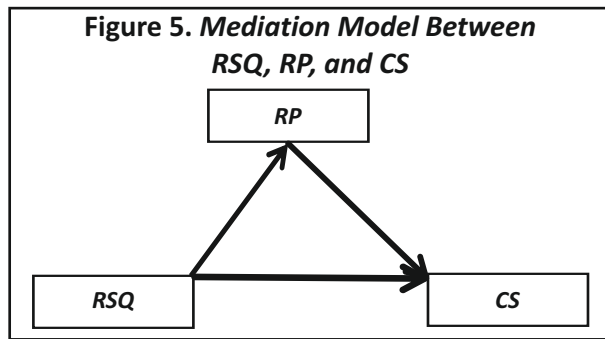 Figure 5. Mediation Model Between
RSQ, RP, and CS
RP
RSQ
CS